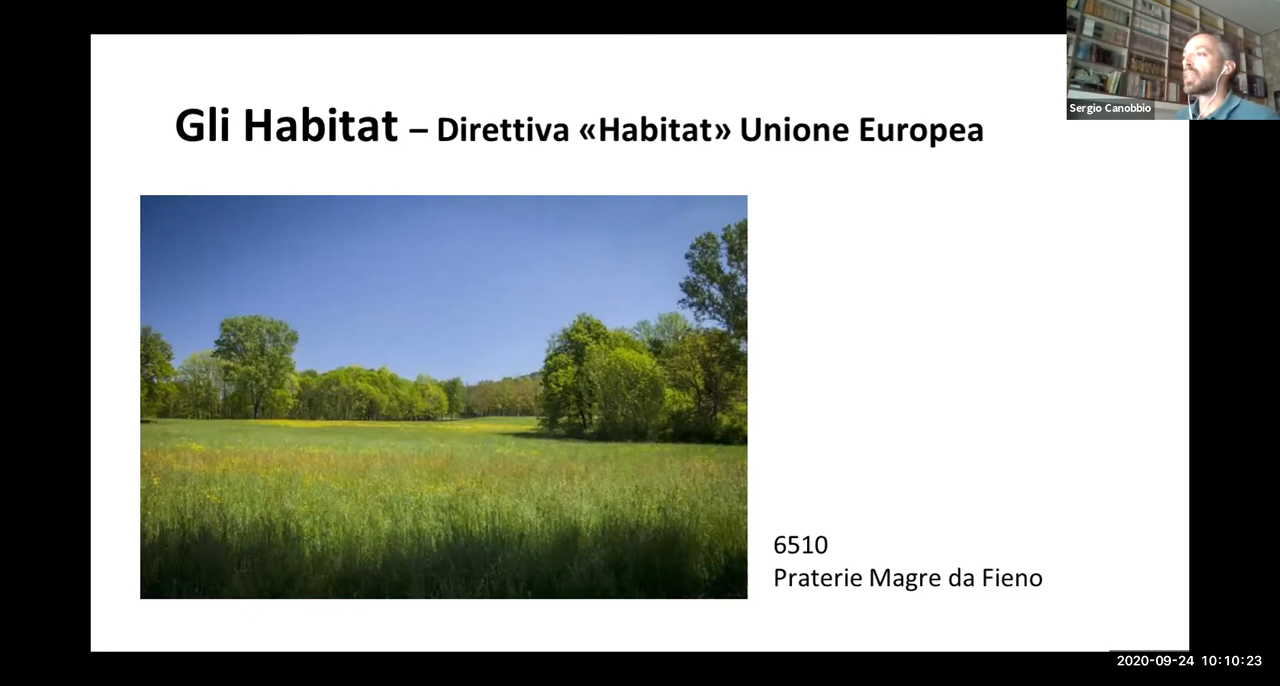 Sergio Canobbio
Gli Habitat – Direttiva «Habitat» Unione Europea
6510
Praterie Magre da Fieno
2020-09-24 10:10:23